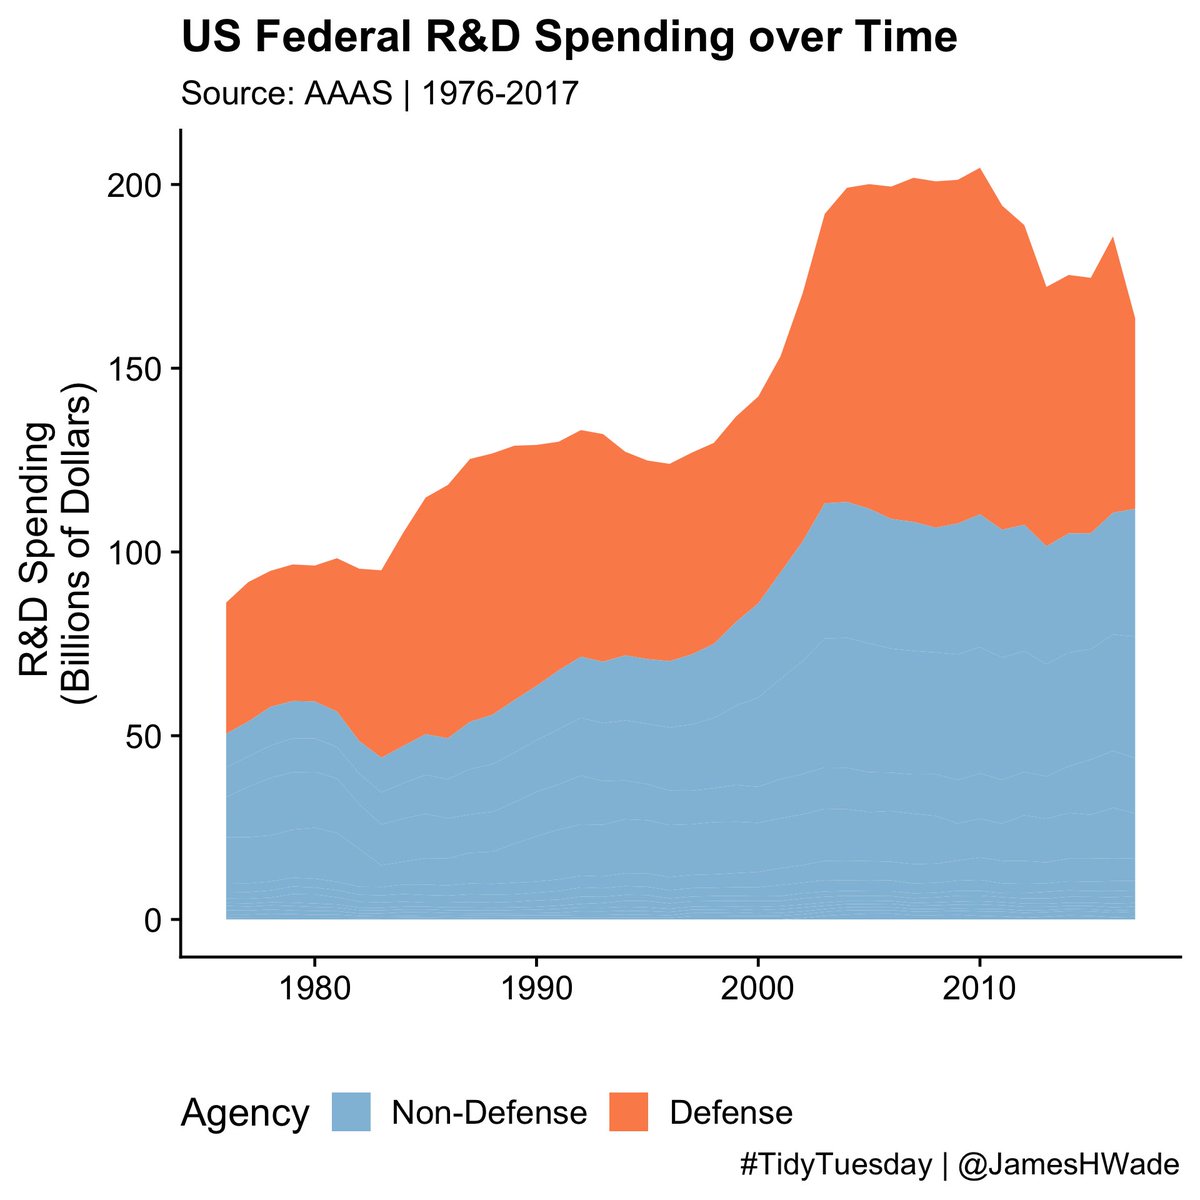 US Federal R&D Spending over Time
Source: AAAS | 1976-2017
R&D Spending
(Billions of Dollars)
200
150
100
50
0
1980 1990 2000 2010
Agency Non-Defense Defense
#TidyTuesday | @JamesHWade